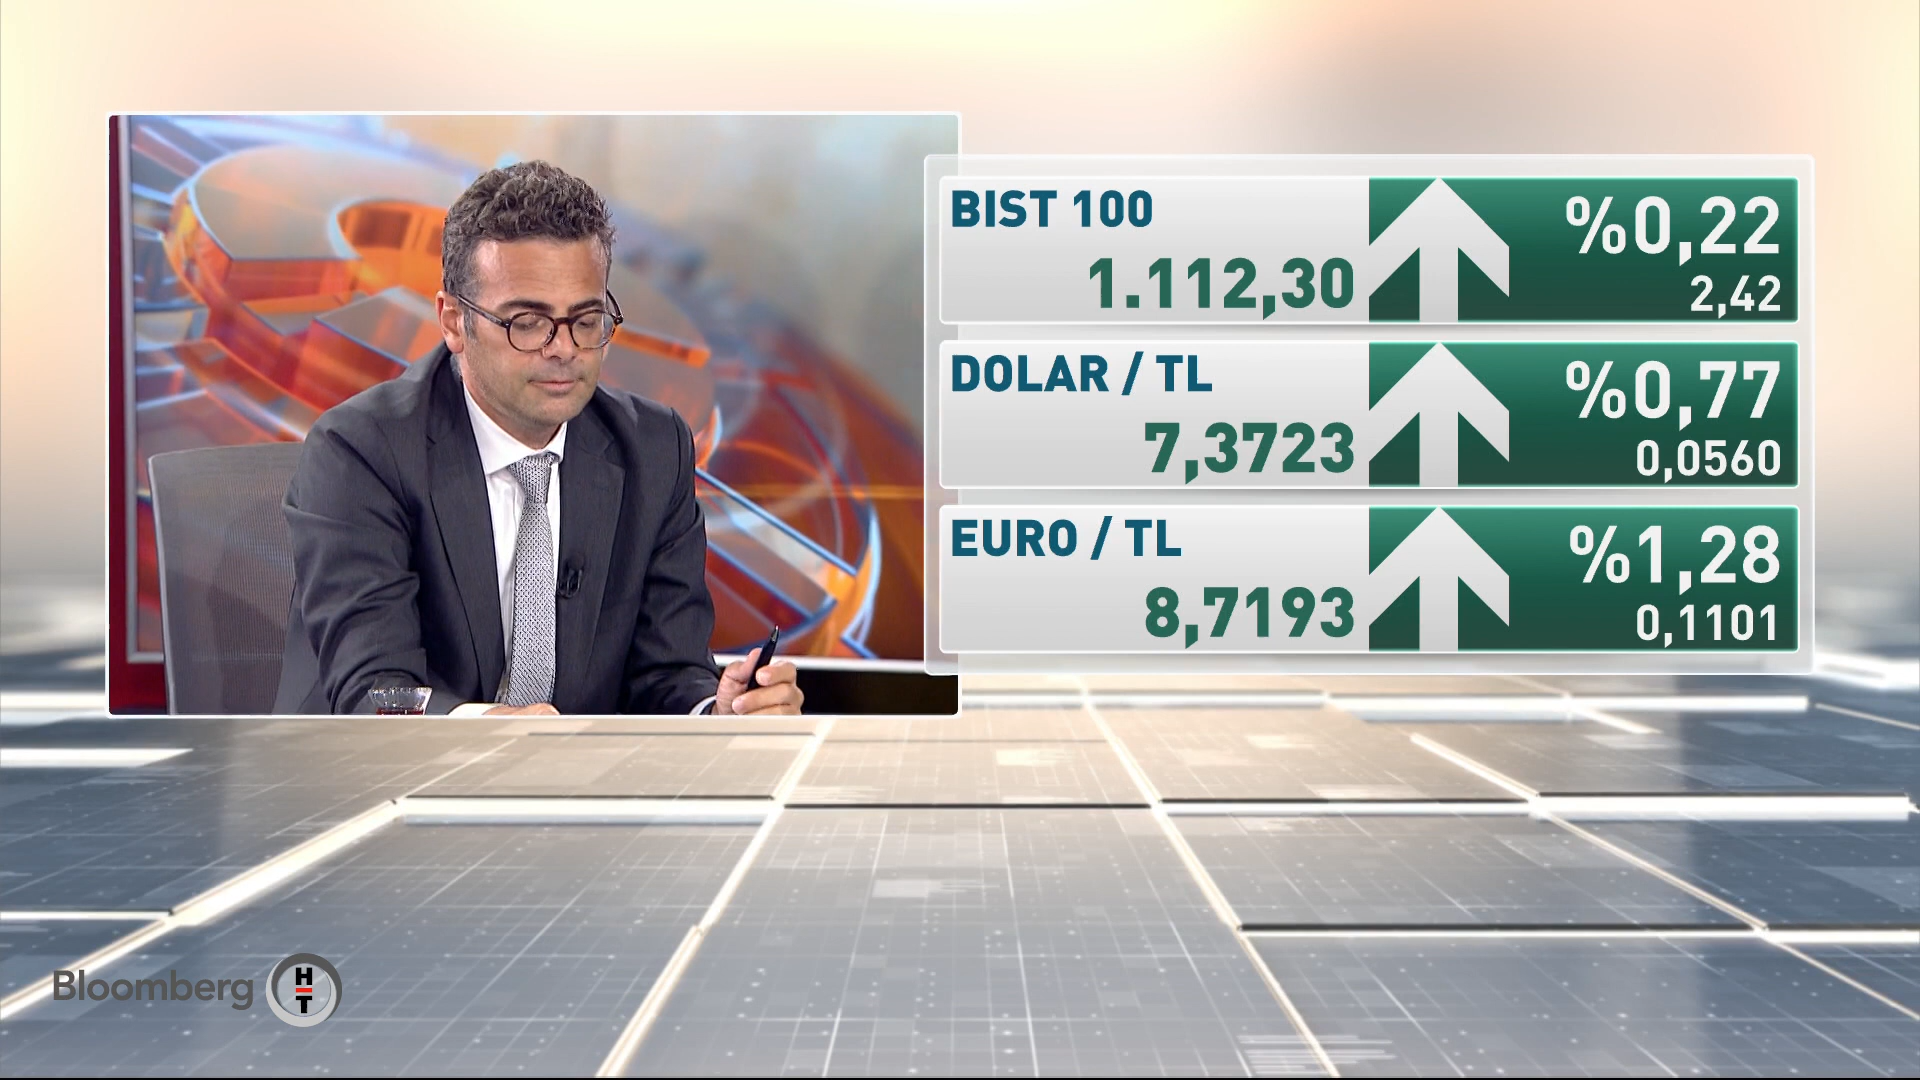 BIST 100
1.112,30
%0,22
2,42
DOLAR / TL
7,3723
%0,77
0,0560
EURO / TL
8,7193
%1,28
0,1101
Bloomberg HT